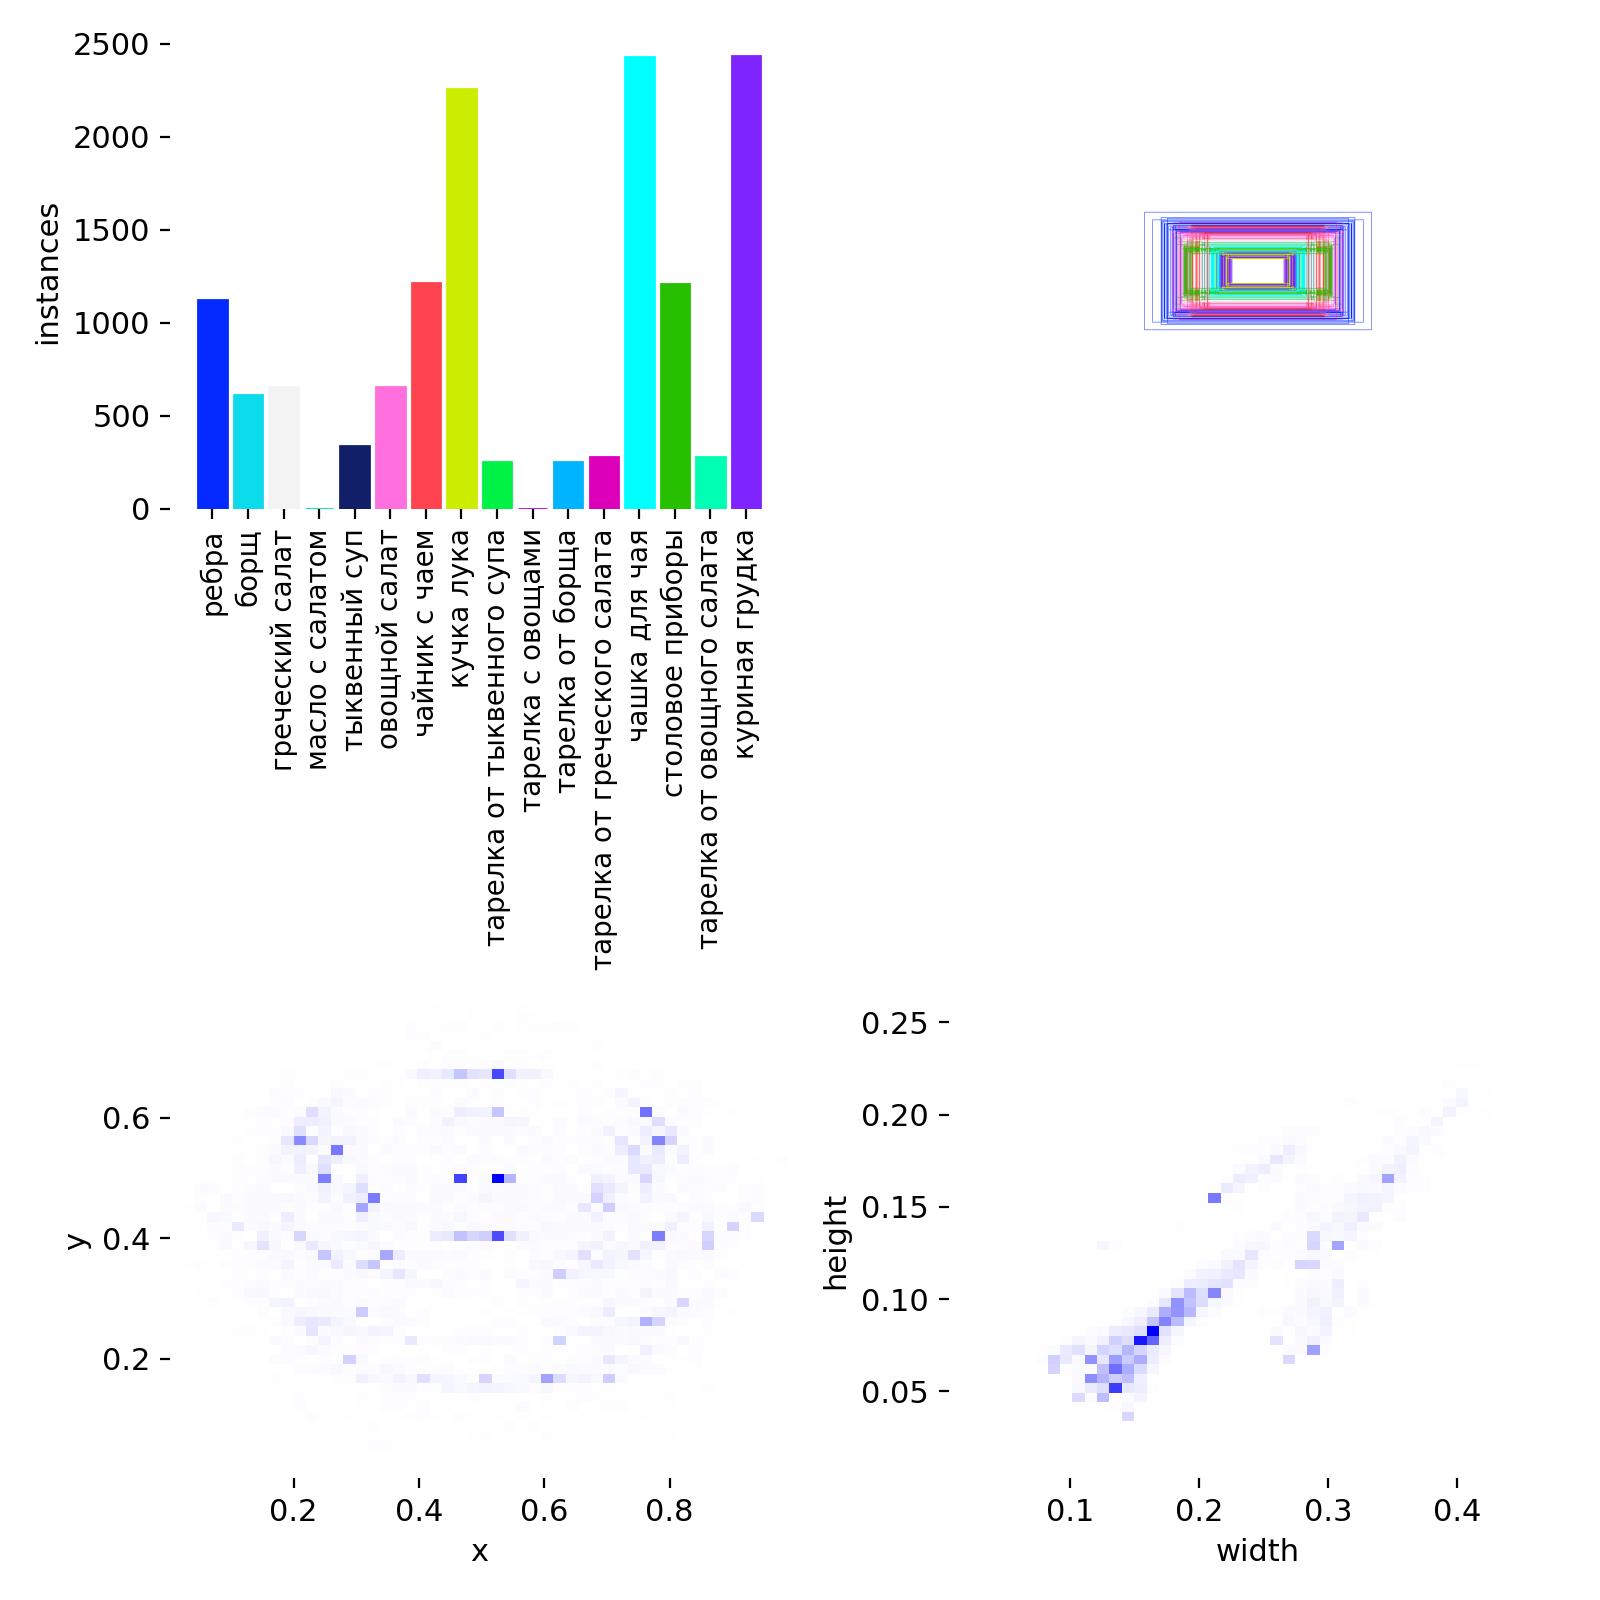 2500
2000
1500
1000
500
0
instances
ребра
борщ
греческий салат
масло с салатом
тыквенный суп
овощной салат
чайник с чаем
кучка лука
тарелка от тыквенного супа
тарелка с овощами
тарелка от борща
тарелка от греческого салата
чашка для чая
столовое приборы
тарелка от овощного салата
куриная грудка
0.6
0.4
0.2
y
0.2
0.4
0.6
0.8
x
0.25
0.20
0.15
0.10
0.05
height
0.1
0.2
0.3
0.4
width